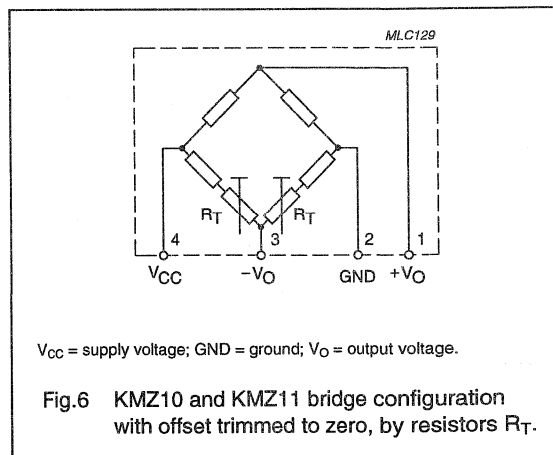 MLC129
RT RT
4 3 2 1
VCC −VO GND +VO
VCC = supply voltage; GND = ground; VO = output voltage.
Fig.6 KMZ10 and KMZ11 bridge configuration
with offset trimmed to zero, by resistors RT.